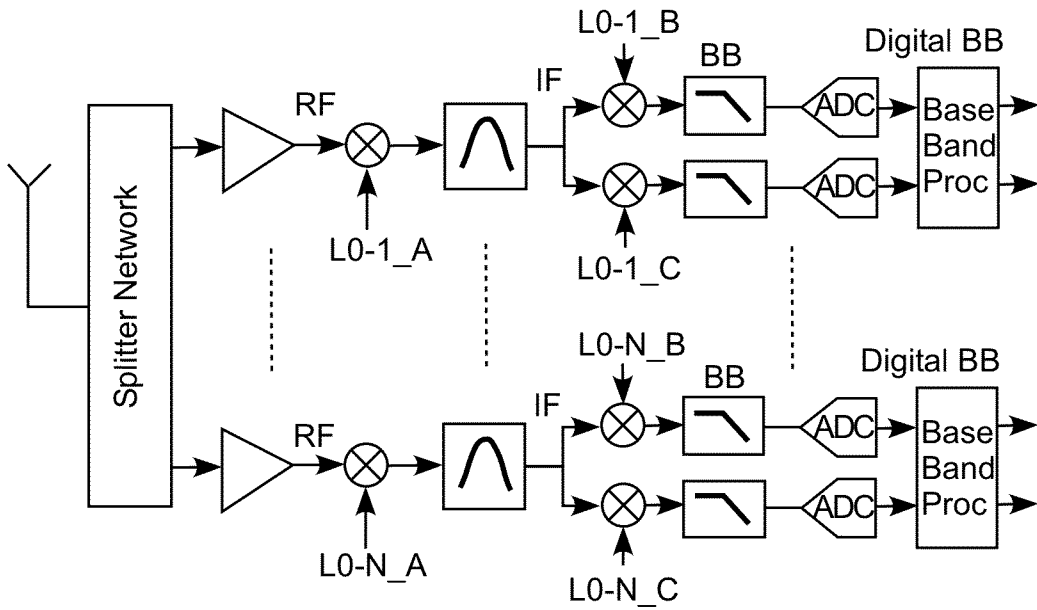 L0-1_B
Digital BB
BB
IF
RF
ADC
Base
Band
Proc
ADC
L0-1_A
L0-1_C
Splitter Network
L0-N_B
Digital BB
BB
IF
RF
ADC
Base
Band
Proc
ADC
L0-N_A
L0-N_C